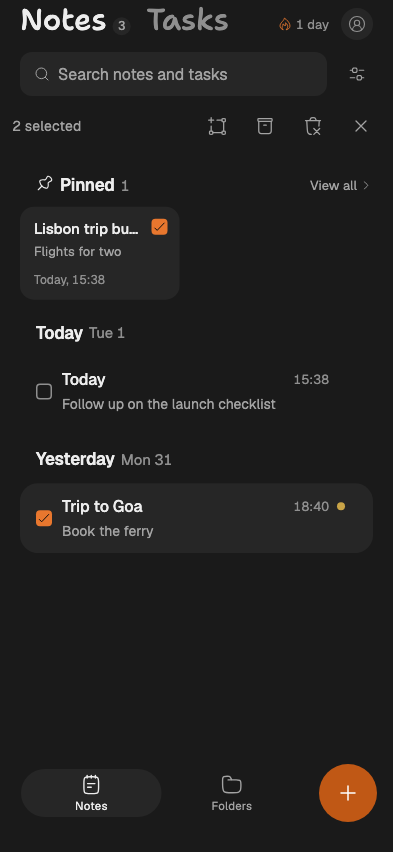 Notes 3 Tasks 1 day
Search notes and tasks
2 selected
Pinned 1 View all
Lisbon trip bu...
Flights for two
Today, 15:38
Today Tue 1
Today 15:38
Follow up on the launch checklist
Yesterday Mon 31
Trip to Goa 18:40
Book the ferry
Notes Folders